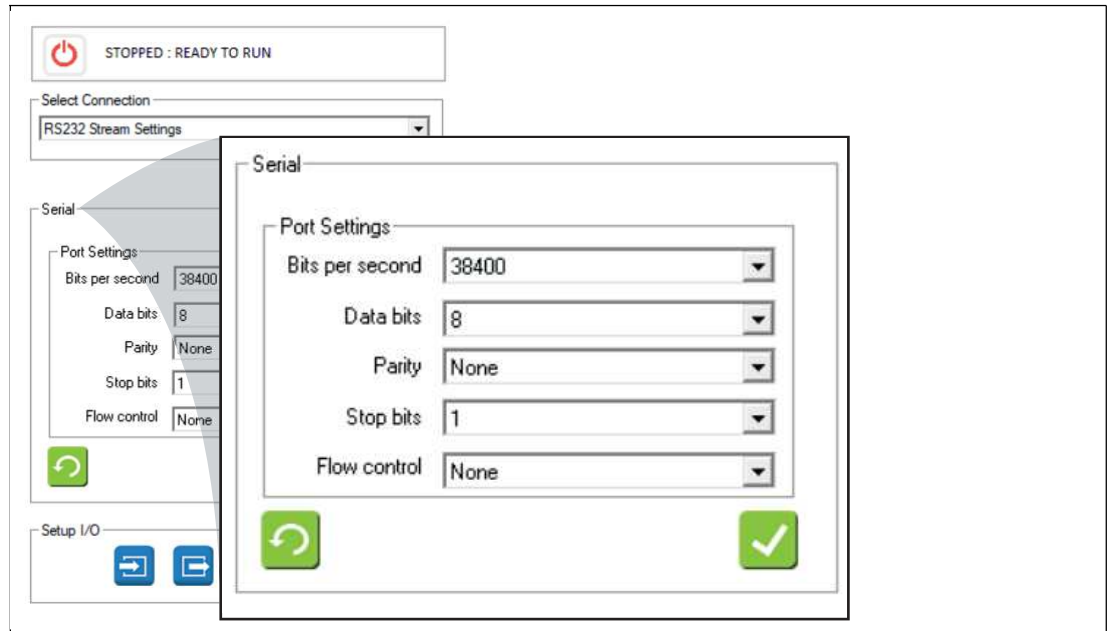 STOPPED : READY TO RUN
Select Connection
RS232 Stream Settings
Serial
Port Settings
Bits per second 38400
Data bits 8
Parity None
Stop bits 1
Flow control None
Setup I/O
Serial
Port Settings
Bits per second 38400
Data bits 8
Parity None
Stop bits 1
Flow control None